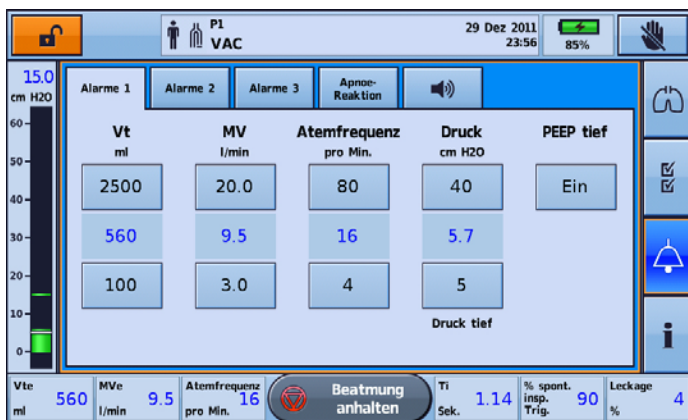 P1
VAC
29 Dez 2011
23:56
85%
15.0
cm H2O
60
50
40
30
20
10
0
Alarme 1
Alarme 2
Alarme 3
Apnoe-
Reaktion
Vt
ml
MV
l/min
Atemfrequenz
pro Min.
Druck
cm H2O
PEEP tief
2500
20.0
80
40
Ein
560
9.5
16
5.7
100
3.0
4
5
Druck tief
Vte
ml
560
MVe
l/min
9.5
Atemfrequenz
pro Min.
16
Beatmung
anhalten
Ti
Sek.
1.14
% spont.
insp.
Trig.
90
Leckage
%
4